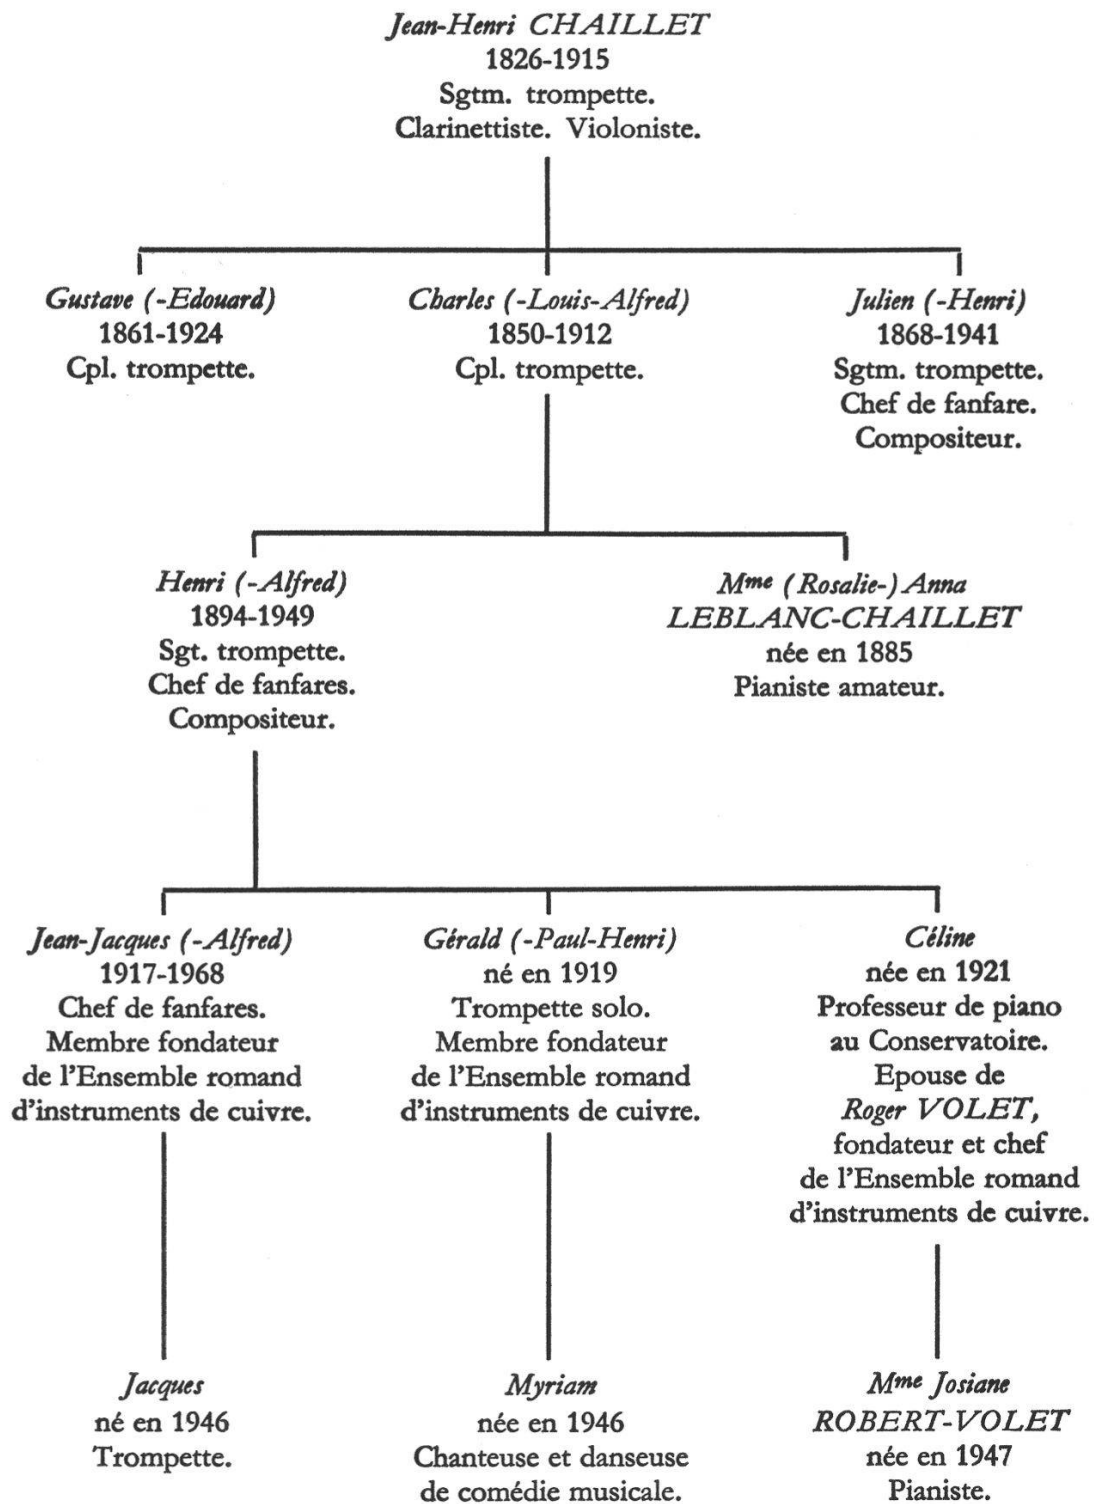 Jean-Henri CHAILLET
1826-1915
Sgtm. trompette.
Clarinettiste. Violoniste.
Gustave (-Edouard)
1861-1924
Cpl. trompette.
Charles (-Louis-Alfred)
1850-1912
Cpl. trompette.
Julien (-Henri)
1868-1941
Sgtm. trompette.
Chef de fanfare.
Compositeur.
Henri (-Alfred)
1894-1949
Sgt. trompette.
Chef de fanfares.
Compositeur.
Mme (Rosalie-) Anna
LEBLANC-CHAILLET
née en 1885
Pianiste amateur.
Jean-Jacques (-Alfred)
1917-1968
Chef de fanfares.
Membre fondateur
de l'Ensemble romand
d'instruments de cuivre.
Gérald (-Paul-Henri)
né en 1919
Trompette solo.
Membre fondateur
de l'Ensemble romand
d'instruments de cuivre.
Céline
née en 1921
Professeur de piano
au Conservatoire.
Epouse de
Roger VOLET,
fondateur et chef
de l'Ensemble romand
d'instruments de cuivre.
Jacques
né en 1946
Trompette.
Myriam
née en 1946
Chanteuse et danseuse
de comédie musicale.
Mme Josiane
ROBERT-VOLET
née en 1947
Pianiste.